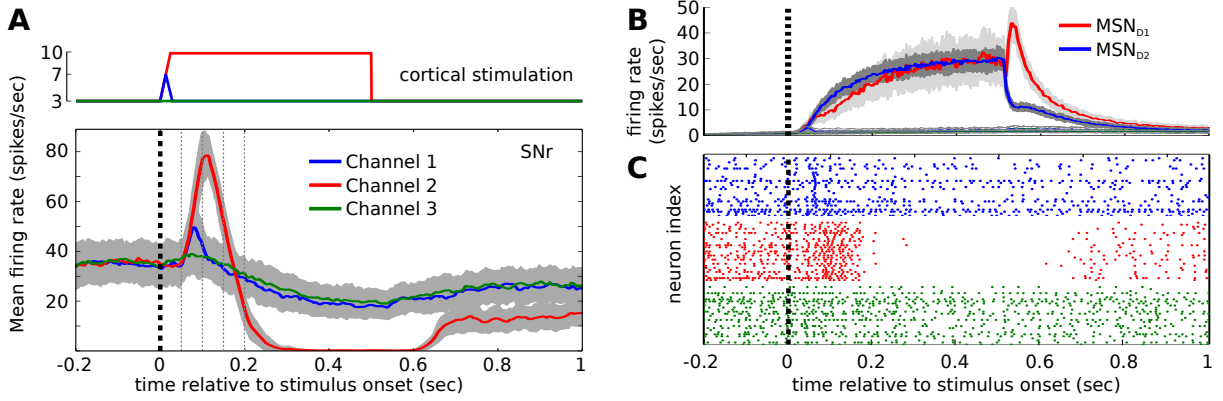 A
10
7
3
cortical stimulation
Mean firing rate (spikes/sec)
80
60
40
20
SNr
Channel 1
Channel 2
Channel 3
-0.2
0
0.2
0.4
0.6
0.8
1
time relative to stimulus onset (sec)
B
firing rate
(spikes/sec)
50
40
30
20
10
0
MSN_D1
MSN_D2
C
neuron index
-0.2
0
0.2
0.4
0.6
0.8
1
time relative to stimulus onset (sec)